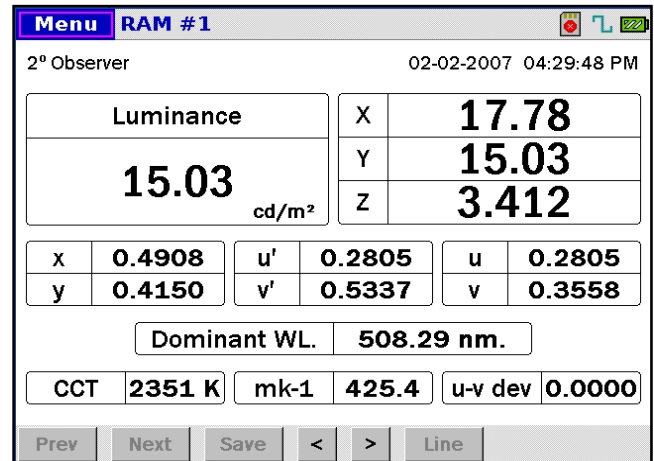 Menu RAM #1
2º Observer 02-02-2007 04:29:48 PM
Luminance
15.03 cd/m²
X 17.78
Y 15.03
Z 3.412
x 0.4908 u' 0.2805 u 0.2805
y 0.4150 v' 0.5337 v 0.3558
Dominant WL. 508.29 nm.
CCT 2351 K mk-1 425.4 u-v dev 0.0000
Prev Next Save < > Line